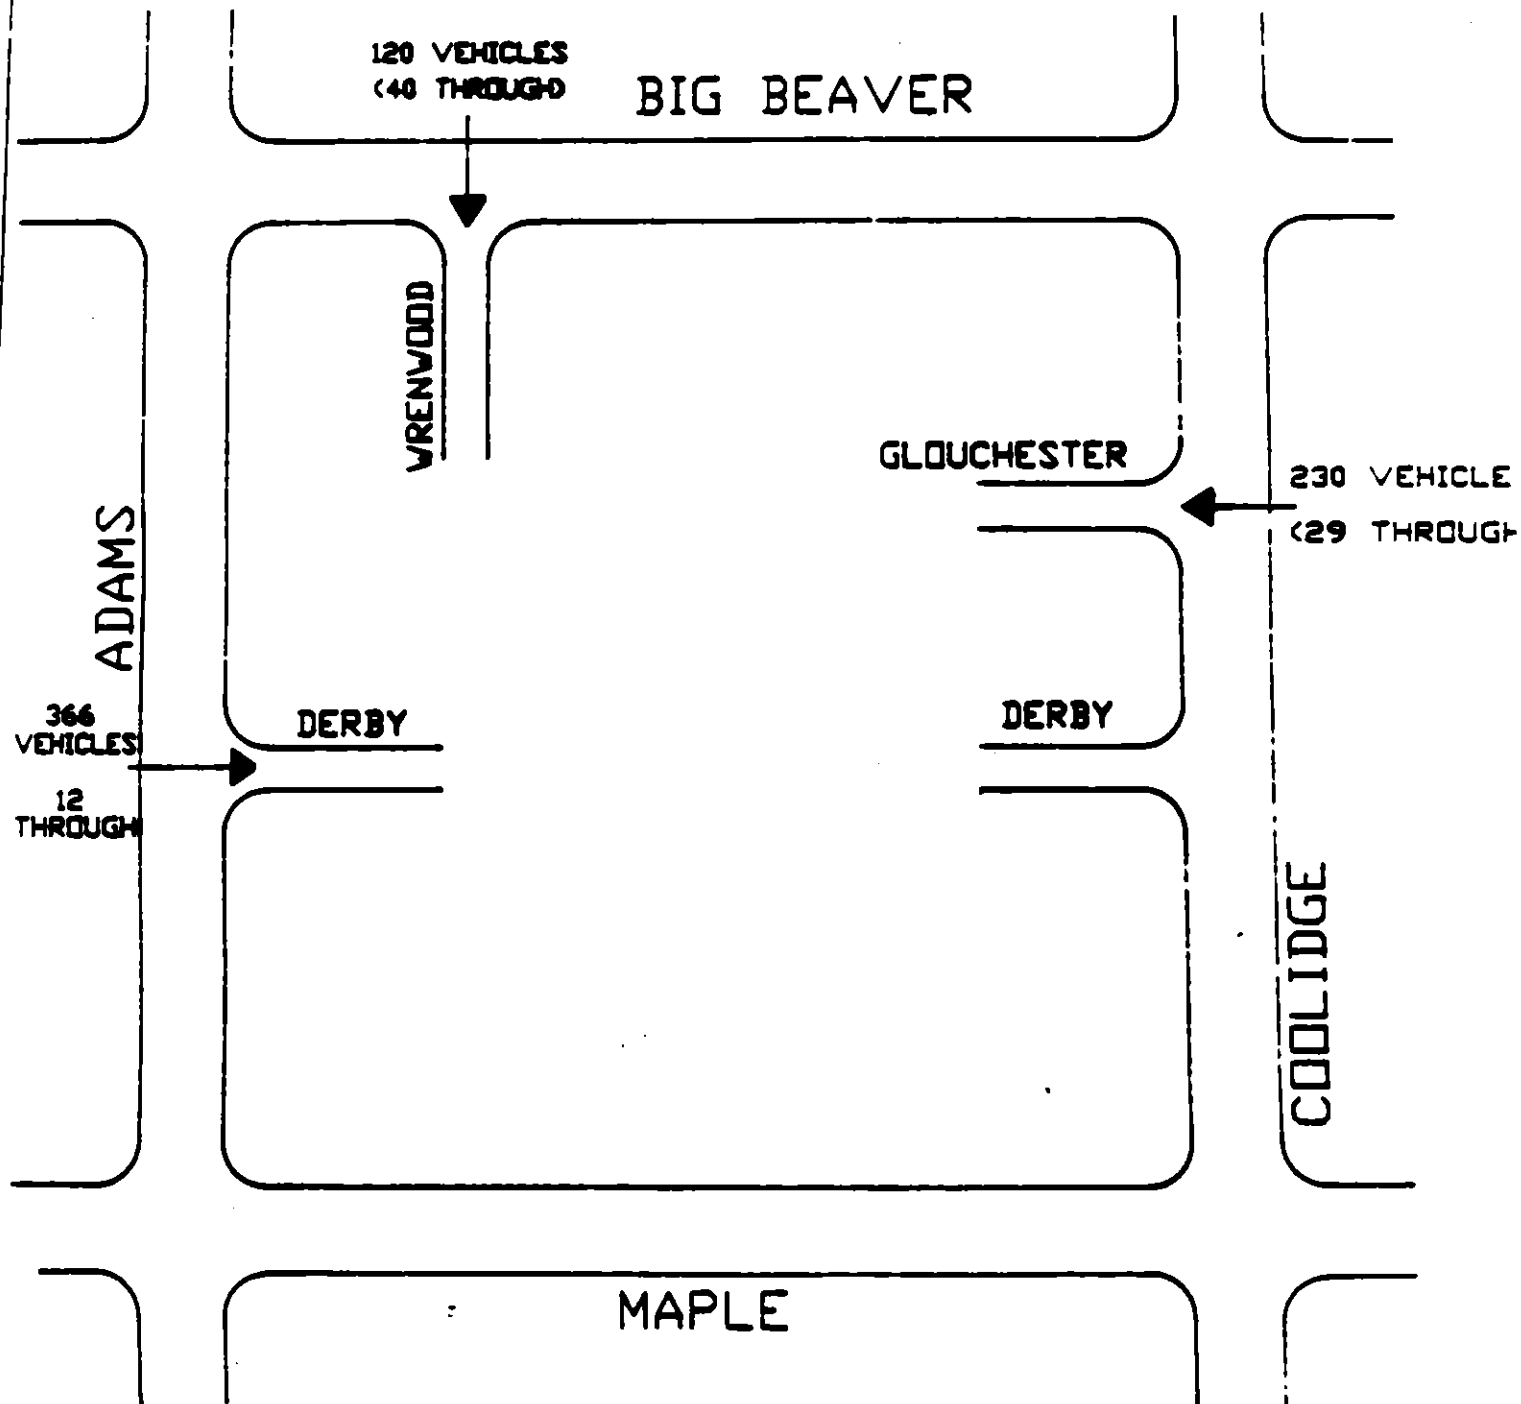 120 VEHICLES
(40 THROUGH)
BIG BEAVER
WRENWOOD
GLOUCHESTER
230 VEHICLE
(29 THROUGH
ADAMS
366
VEHICLES
12
THROUGH
DERBY
DERBY
COOLIDGE
MAPLE